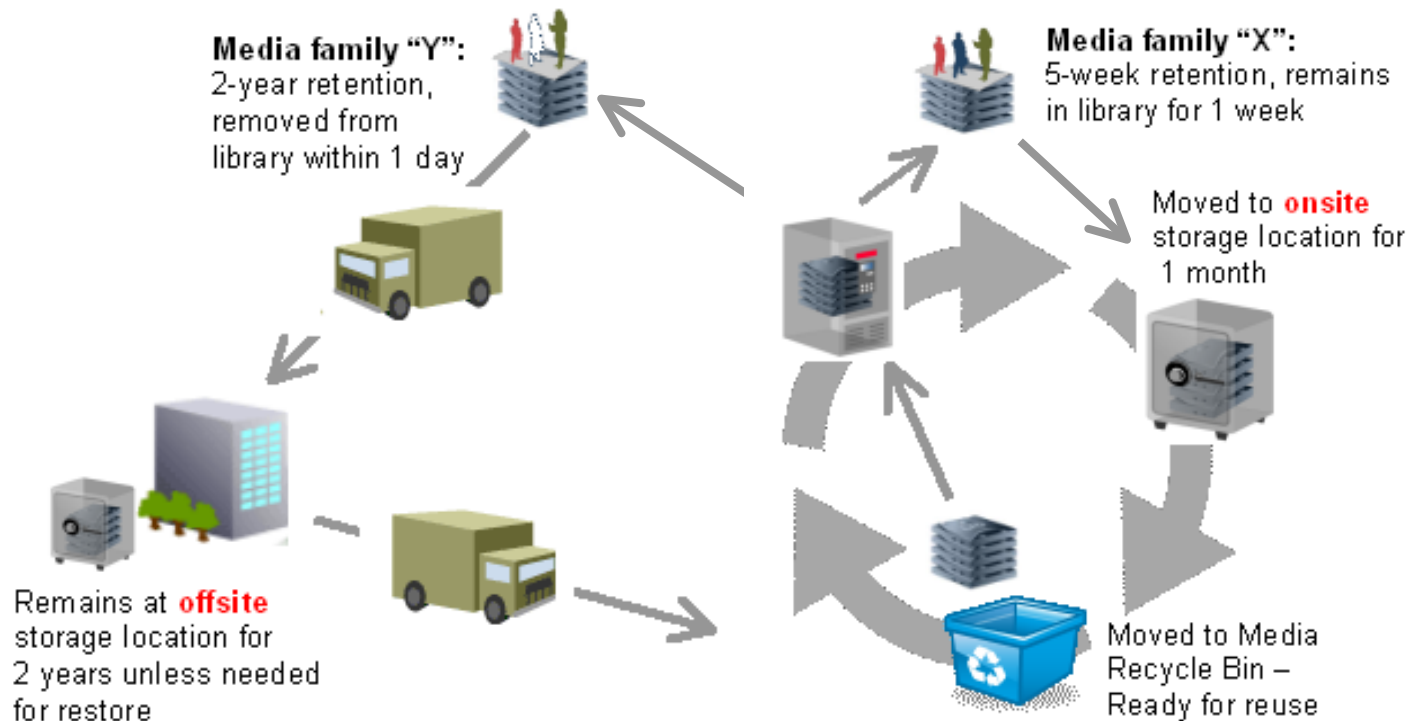 Media family “Y”:
2-year retention,
removed from
library within 1 day
Media family “X”:
5-week retention, remains
in library for 1 week
Moved to onsite
storage location for
1 month
Remains at offsite
storage location for
2 years unless needed
for restore
Moved to Media
Recycle Bin –
Ready for reuse